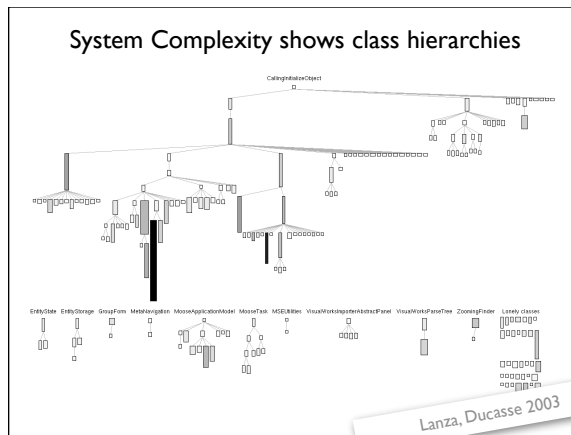 System Complexity shows class hierarchies
CallingInitializeObject
EntityState EntityStorage GroupForm MetaNavigation MooseApplicationModel MooseTask MSEUtilities VisualWorksImporterAbstractPanel VisualWorksParseTree ZoomingFinder Lonely classes
Lanza, Ducasse 2003